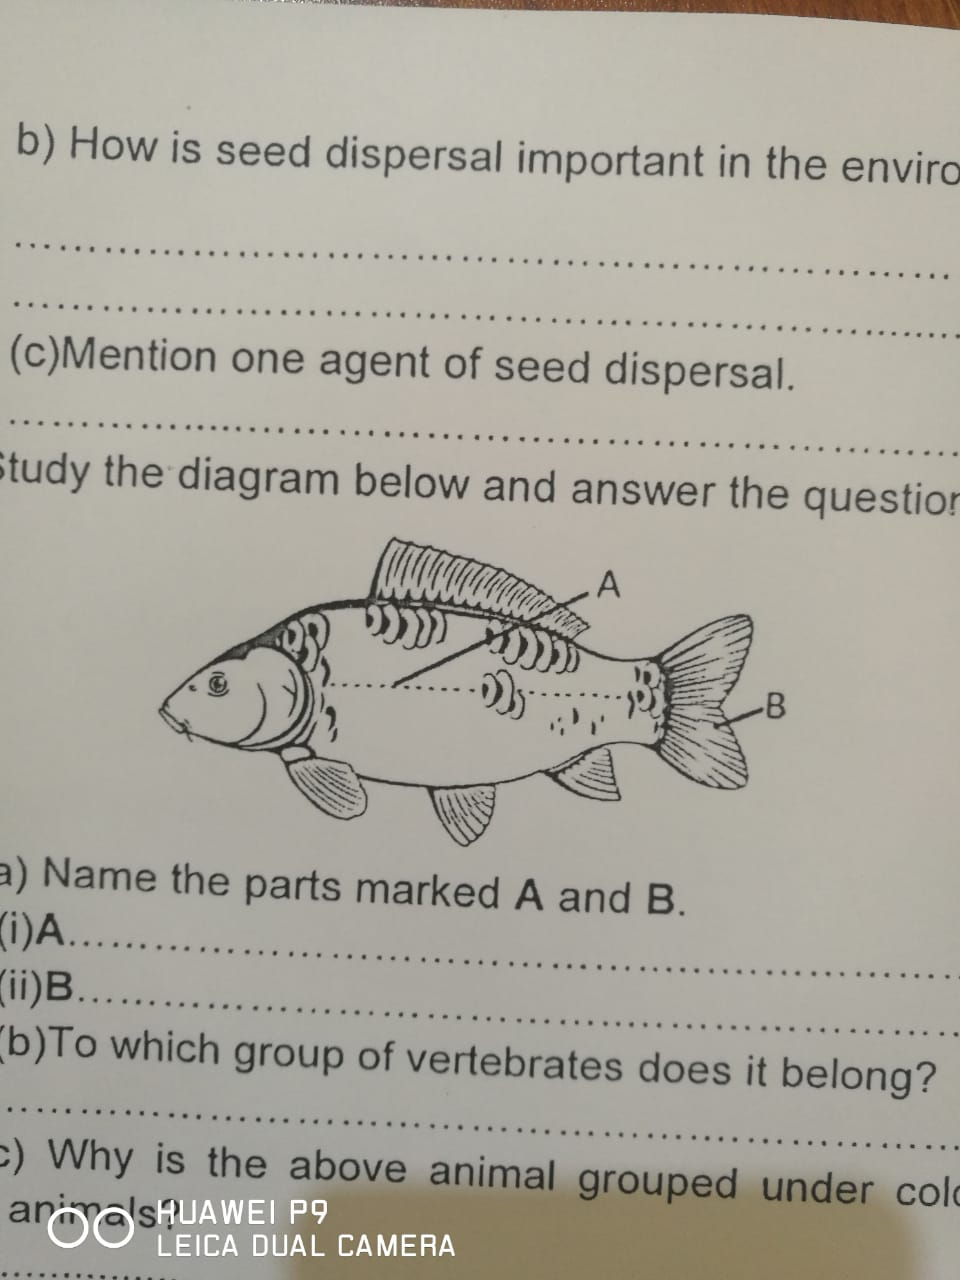 b) How is seed dispersal important in the enviro
................................................................
................................................................
(c)Mention one agent of seed dispersal.
................................................................
Study the diagram below and answer the question
A
B
a) Name the parts marked A and B.
(i)A................................................................
(ii)B................................................................
(b)To which group of vertebrates does it belong?
................................................................
c) Why is the above animal grouped under cold
animals?
HUAWEI P9
LEICA DUAL CAMERA